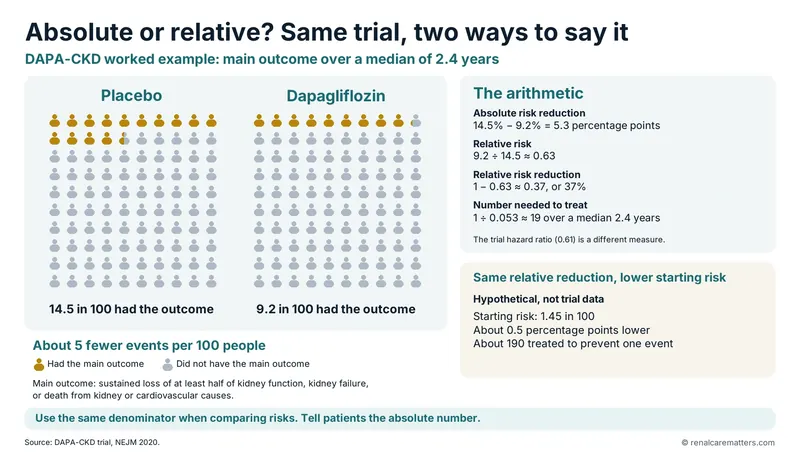 Absolute or relative? Same trial, two ways to say it
DAPA-CKD worked example: main outcome over a median of 2.4 years
Placebo
Dapagliflozin
14.5 in 100 had the outcome
9.2 in 100 had the outcome
About 5 fewer events per 100 people
Had the main outcome
Did not have the main outcome
Main outcome: sustained loss of at least half of kidney function, kidney failure,
or death from kidney or cardiovascular causes.
The arithmetic
Absolute risk reduction
14.5% − 9.2% = 5.3 percentage points
Relative risk
9.2 ÷ 14.5 ≈ 0.63
Relative risk reduction
1 − 0.63 ≈ 0.37, or 37%
Number needed to treat
1 ÷ 0.053 ≈ 19 over a median 2.4 years
The trial hazard ratio (0.61) is a different measure.
Same relative reduction, lower starting risk
Hypothetical, not trial data
Starting risk: 1.45 in 100
About 0.5 percentage points lower
About 190 treated to prevent one event
Use the same denominator when comparing risks. Tell patients the absolute number.
Source: DAPA-CKD trial, NEJM 2020.
© renalcarematters.com